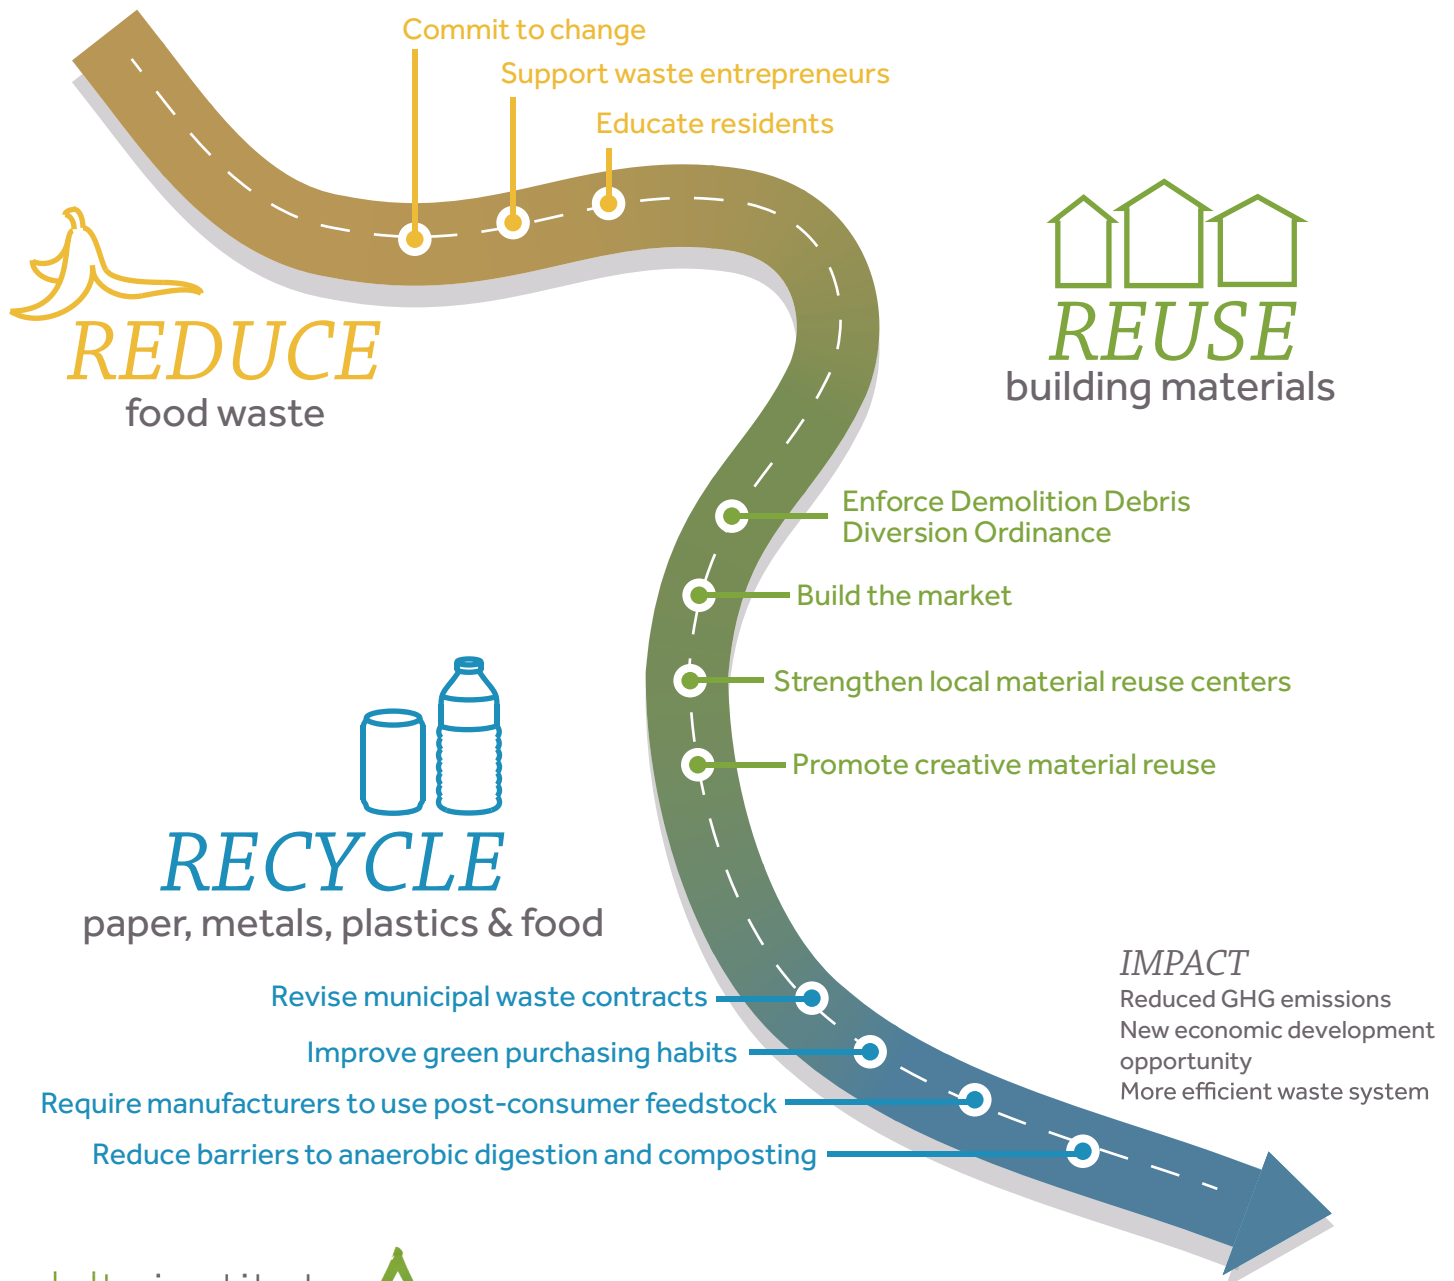 Commit to change
Support waste entrepreneurs
Educate residents
REDUCE
food waste
REUSE
building materials
Enforce Demolition Debris
Diversion Ordinance
Build the market
Strengthen local material reuse centers
Promote creative material reuse
RECYCLE
paper, metals, plastics & food
Revise municipal waste contracts
Improve green purchasing habits
Require manufacturers to use post-consumer feedstock
Reduce barriers to anaerobic digestion and composting
IMPACT
Reduced GHG emissions
New economic development
opportunity
More efficient waste system